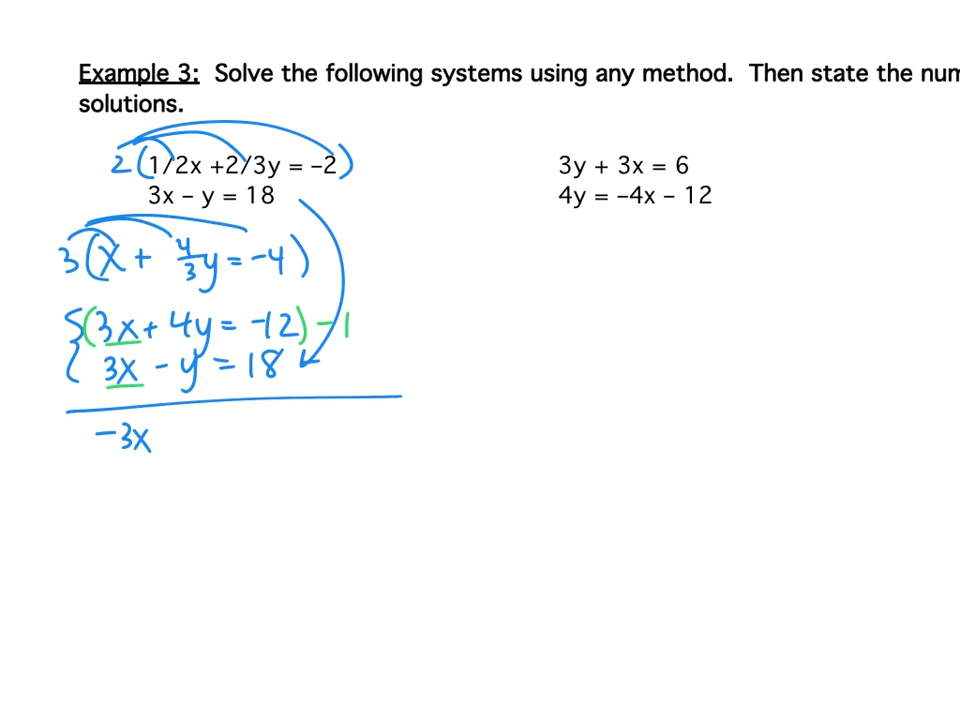 Example 3: Solve the following systems using any method. Then state the num
solutions.
2(1/2x +2/3y = –2)
3x – y = 18
3(x + 4/3y = -4)
{(3x + 4y = -12) -1
3x - y = 18
-3x
3y + 3x = 6
4y = –4x – 12